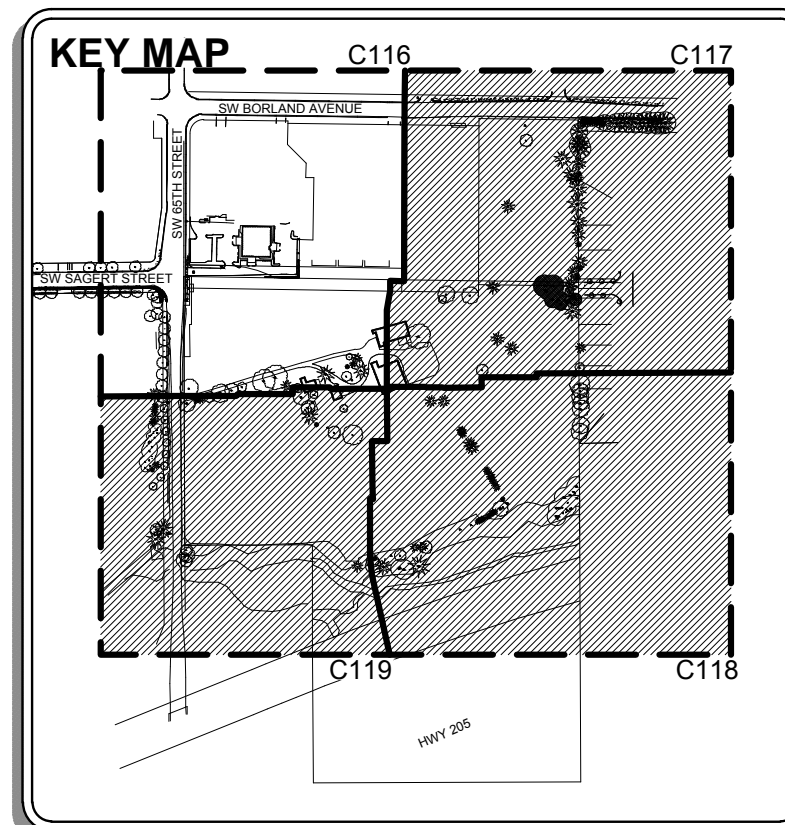 KEY MAP
C116
C117
SW BORLAND AVENUE
SW 65TH STREET
SW SAGERT STREET
C119
C118
HWY 205